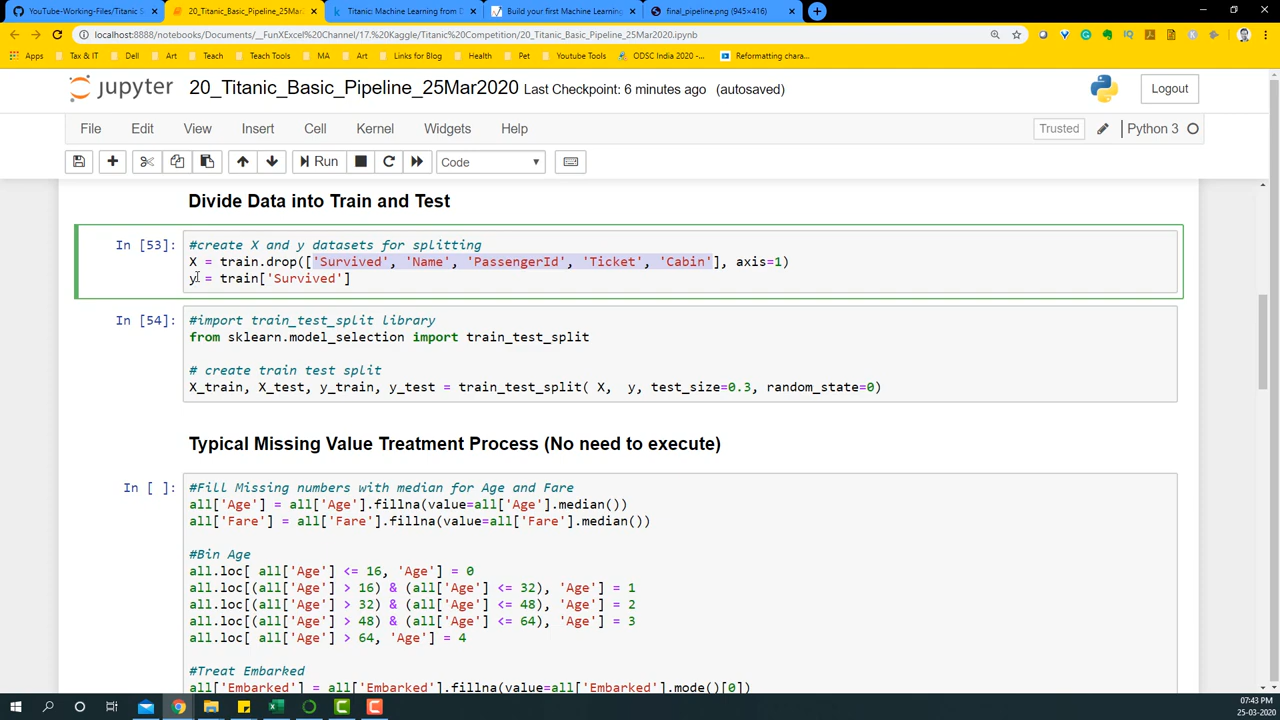 YouTube-Working-Files/Titanic S
20_Titanic_Basic_Pipeline_25Mar
Titanic: Machine Learning from D
Build your first Machine Learning
final_pipeline.png (945×416)
localhost:8888/notebooks/Documents/__FunXExcel%20Channel/17.%20Kaggle/Titanic%20Competition/20_Titanic_Basic_Pipeline_25Mar2020.ipynb
Apps Tax & IT Dell Art Teach Teach Tools MA Art Links for Blog Health Pet Youtube Tools ODSC India 2020 -... Reformatting chara...
jupyter 20_Titanic_Basic_Pipeline_25Mar2020 Last Checkpoint: 6 minutes ago (autosaved) Logout
File Edit View Insert Cell Kernel Widgets Help Trusted Python 3
Run Code
Divide Data into Train and Test
In [53]: #create X and y datasets for splitting
X = train.drop(['Survived', 'Name', 'PassengerId', 'Ticket', 'Cabin'], axis=1)
y = train['Survived']
In [54]: #import train_test_split library
from sklearn.model_selection import train_test_split
# create train test split
X_train, X_test, y_train, y_test = train_test_split( X, y, test_size=0.3, random_state=0)
Typical Missing Value Treatment Process (No need to execute)
In [ ]: #Fill Missing numbers with median for Age and Fare
all['Age'] = all['Age'].fillna(value=all['Age'].median())
all['Fare'] = all['Fare'].fillna(value=all['Fare'].median())
#Bin Age
all.loc[ all['Age'] <= 16, 'Age'] = 0
all.loc[(all['Age'] > 16) & (all['Age'] <= 32), 'Age'] = 1
all.loc[(all['Age'] > 32) & (all['Age'] <= 48), 'Age'] = 2
all.loc[(all['Age'] > 48) & (all['Age'] <= 64), 'Age'] = 3
all.loc[ all['Age'] > 64, 'Age'] = 4
#Treat Embarked
all['Embarked'] = all['Embarked'].fillna(value=all['Embarked'].mode()[0])
07:43 PM
25-03-2020